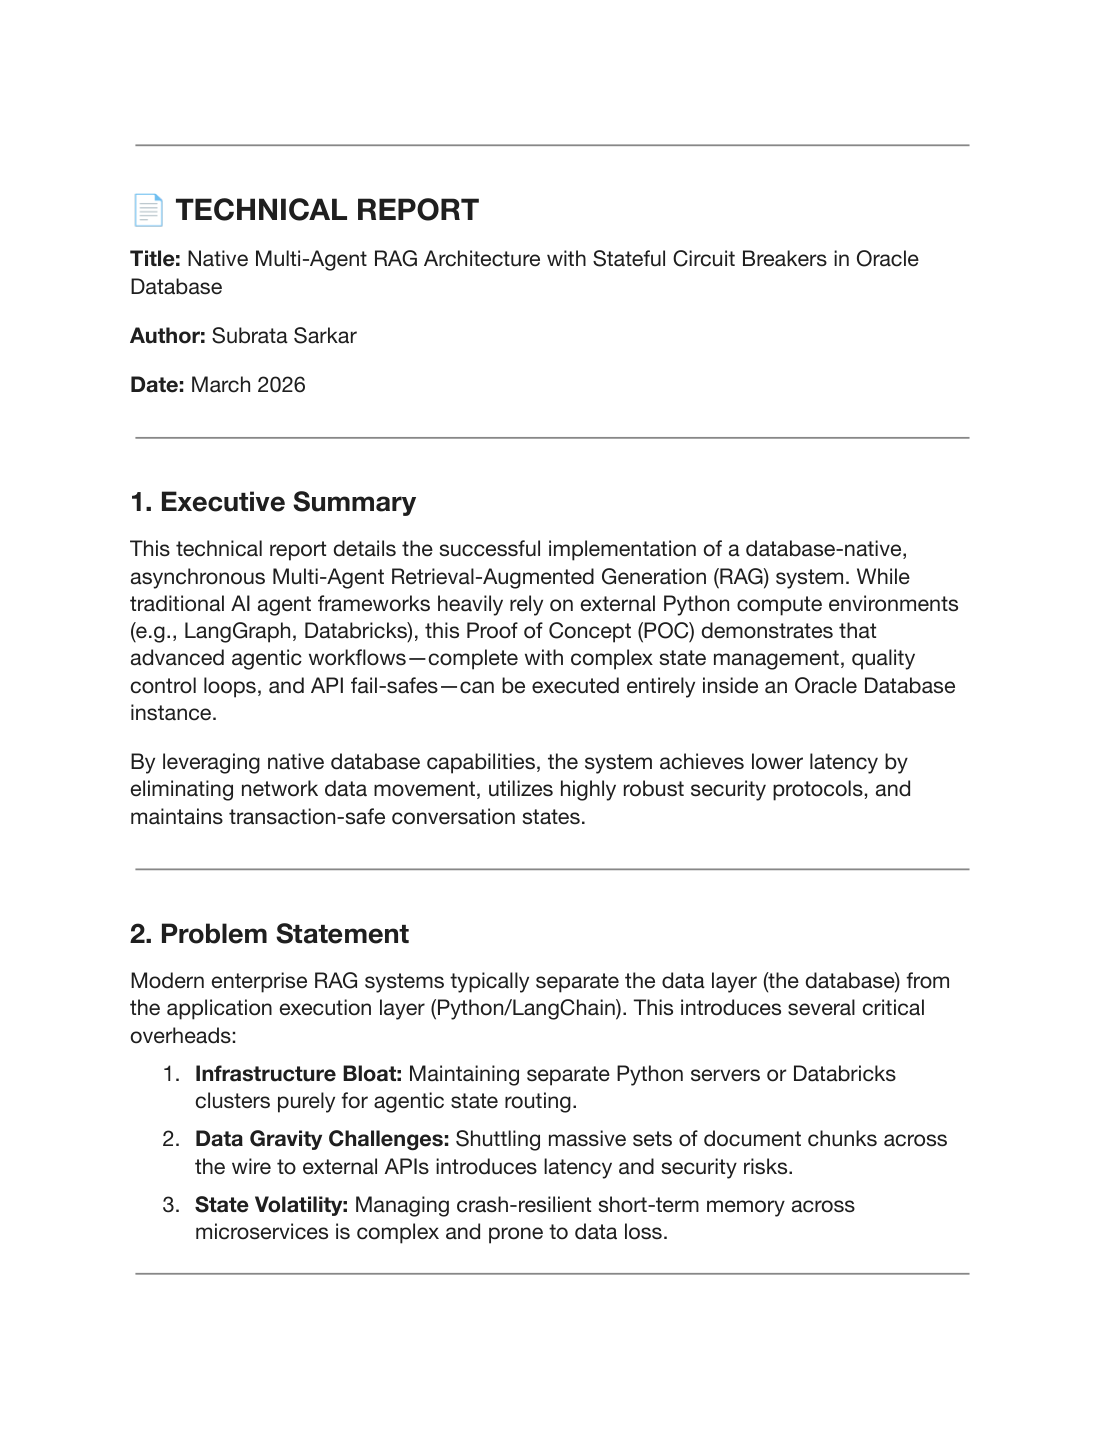 📄 TECHNICAL REPORT
Title: Native Multi-Agent RAG Architecture with Stateful Circuit Breakers in Oracle
Database
Author: Subrata Sarkar
Date: March 2026
1. Executive Summary
This technical report details the successful implementation of a database-native,
asynchronous Multi-Agent Retrieval-Augmented Generation (RAG) system. While
traditional AI agent frameworks heavily rely on external Python compute environments
(e.g., LangGraph, Databricks), this Proof of Concept (POC) demonstrates that
advanced agentic workflows—complete with complex state management, quality
control loops, and API fail-safes—can be executed entirely inside an Oracle Database
instance.
By leveraging native database capabilities, the system achieves lower latency by
eliminating network data movement, utilizes highly robust security protocols, and
maintains transaction-safe conversation states.
2. Problem Statement
Modern enterprise RAG systems typically separate the data layer (the database) from
the application execution layer (Python/LangChain). This introduces several critical
overheads:
1. Infrastructure Bloat: Maintaining separate Python servers or Databricks
clusters purely for agentic state routing.
2. Data Gravity Challenges: Shuttling massive sets of document chunks across
the wire to external APIs introduces latency and security risks.
3. State Volatility: Managing crash-resilient short-term memory across
microservices is complex and prone to data loss.